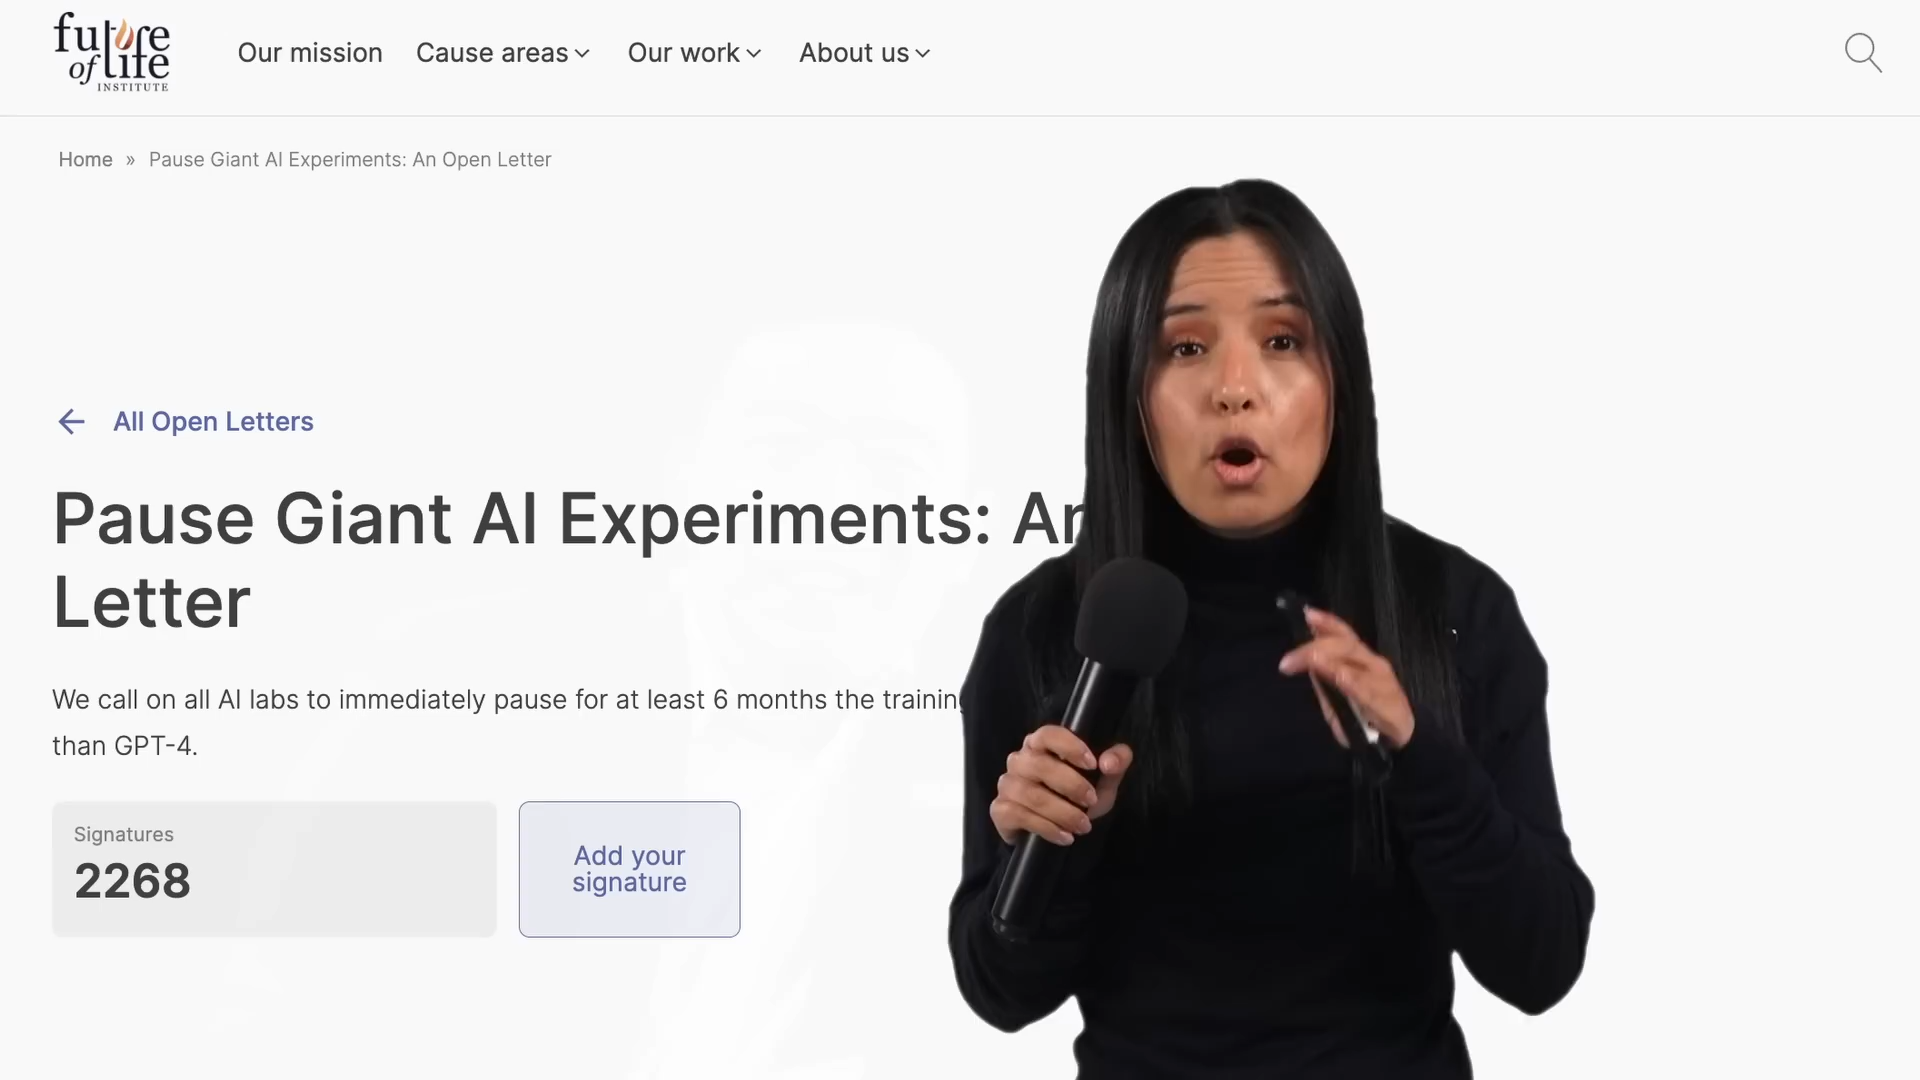 future
of life
INSTITUTE
Our mission
Cause areas
Our work
About us
Home » Pause Giant AI Experiments: An Open Letter
All Open Letters
Pause Giant AI Experiments: An
Letter
We call on all AI labs to immediately pause for at least 6 months the training
than GPT-4.
Signatures
2268
Add your
signature